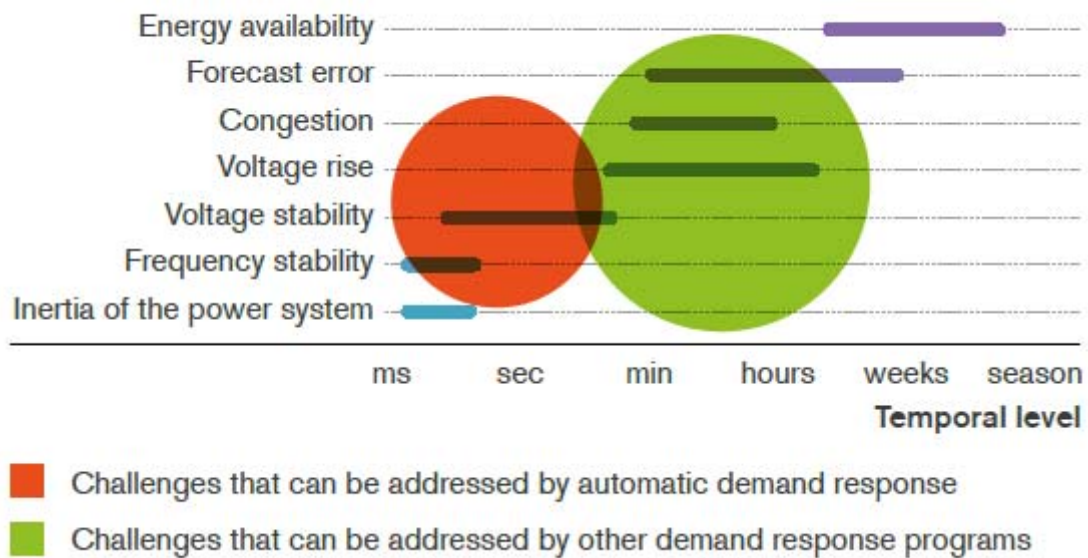 Energy availability
Forecast error
Congestion
Voltage rise
Voltage stability
Frequency stability
Inertia of the power system
ms sec min hours weeks season
Temporal level
Challenges that can be addressed by automatic demand response
Challenges that can be addressed by other demand response programs